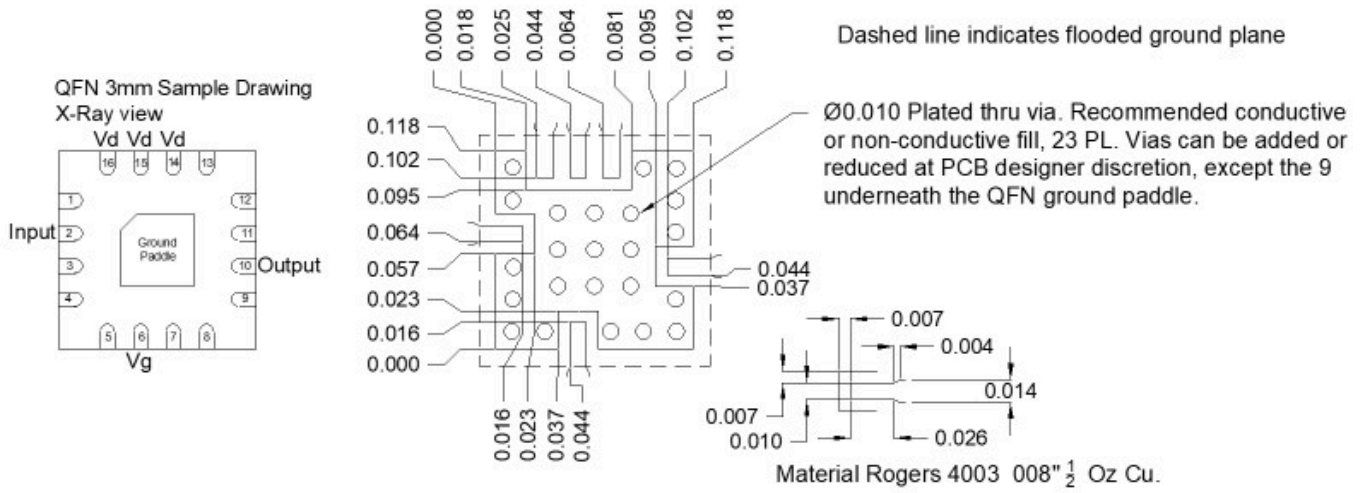 0.000 0.018 0.025 0.044 0.064 0.081 0.095 0.102 0.118
Dashed line indicates flooded ground plane
QFN 3mm Sample Drawing
X-Ray view
Vd Vd Vd
16 15 14 13
1 12
Input 2 11
3 10 Output
4 9
Ground
Paddle
5 6 7 8
Vg
0.118
0.102
0.095
0.064
0.057
0.023
0.016
0.000
Ø0.010 Plated thru via. Recommended conductive
or non-conductive fill, 23 PL. Vias can be added or
reduced at PCB designer discretion, except the 9
underneath the QFN ground paddle.
0.044
0.037
0.016 0.023 0.037 0.044
0.007
0.004
0.014
0.007
0.010
0.026
Material Rogers 4003 008" ½ Oz Cu.